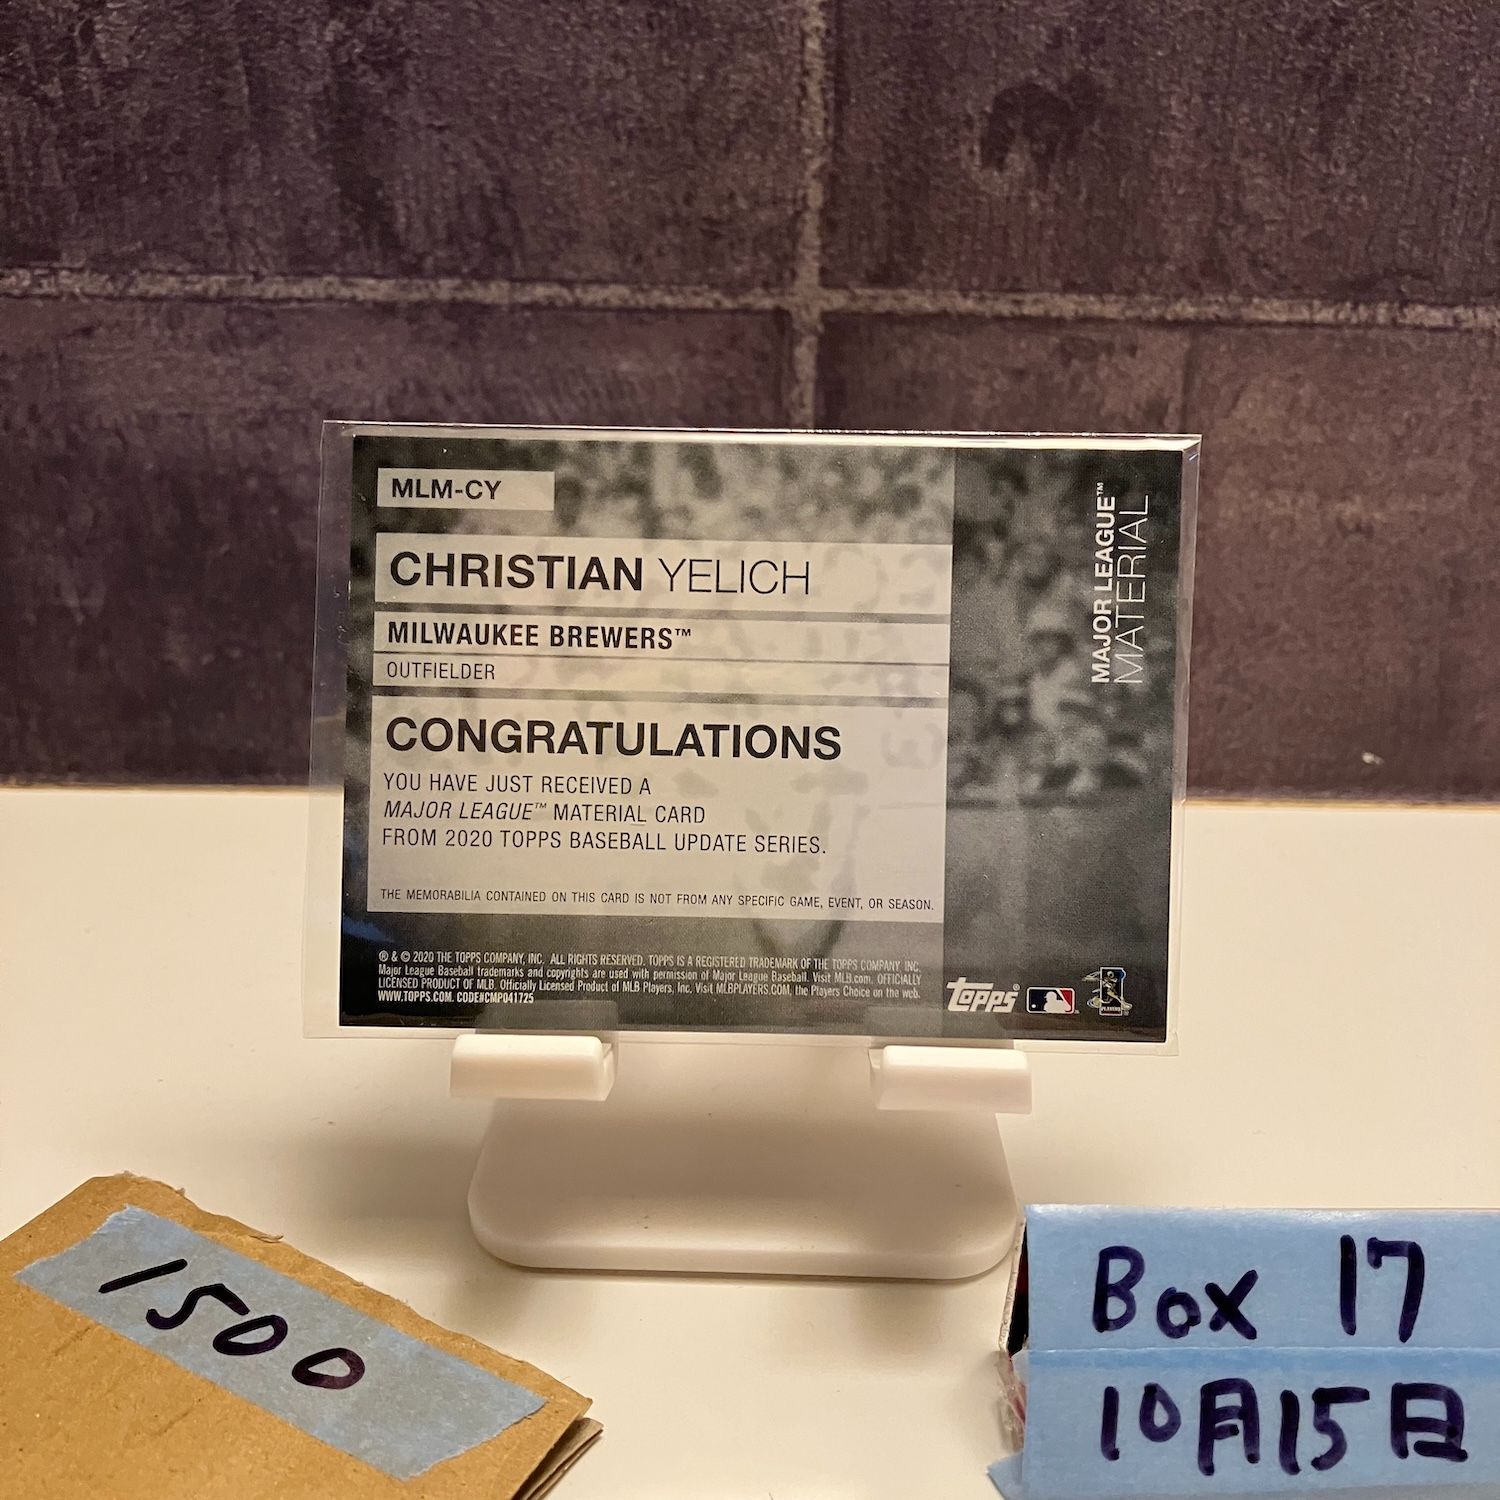 MLM-CY
CHRISTIAN YELICH
MILWAUKEE BREWERS™
OUTFIELDER
CONGRATULATIONS
YOU HAVE JUST RECEIVED A
MAJOR LEAGUE™ MATERIAL CARD
FROM 2020 TOPPS BASEBALL UPDATE SERIES.
THE MEMORABILIA CONTAINED ON THIS CARD IS NOT FROM ANY SPECIFIC GAME, EVENT, OR SEASON.
® & © 2020 THE TOPPS COMPANY, INC. ALL RIGHTS RESERVED. TOPPS IS A REGISTERED TRADEMARK OF THE TOPPS COMPANY, INC.
Major League Baseball trademarks and copyrights are used with permission of Major League Baseball. Visit MLB.com. OFFICIALLY
LICENSED PRODUCT OF MLB. Officially Licensed Product of MLB Players, Inc. Visit MLBPLAYERS.COM, the Players Choice on the web.
WWW.TOPPS.COM. CODE#CMP041725
MAJOR LEAGUE™
MATERIAL
topps®
1500
Box 17
10月15日